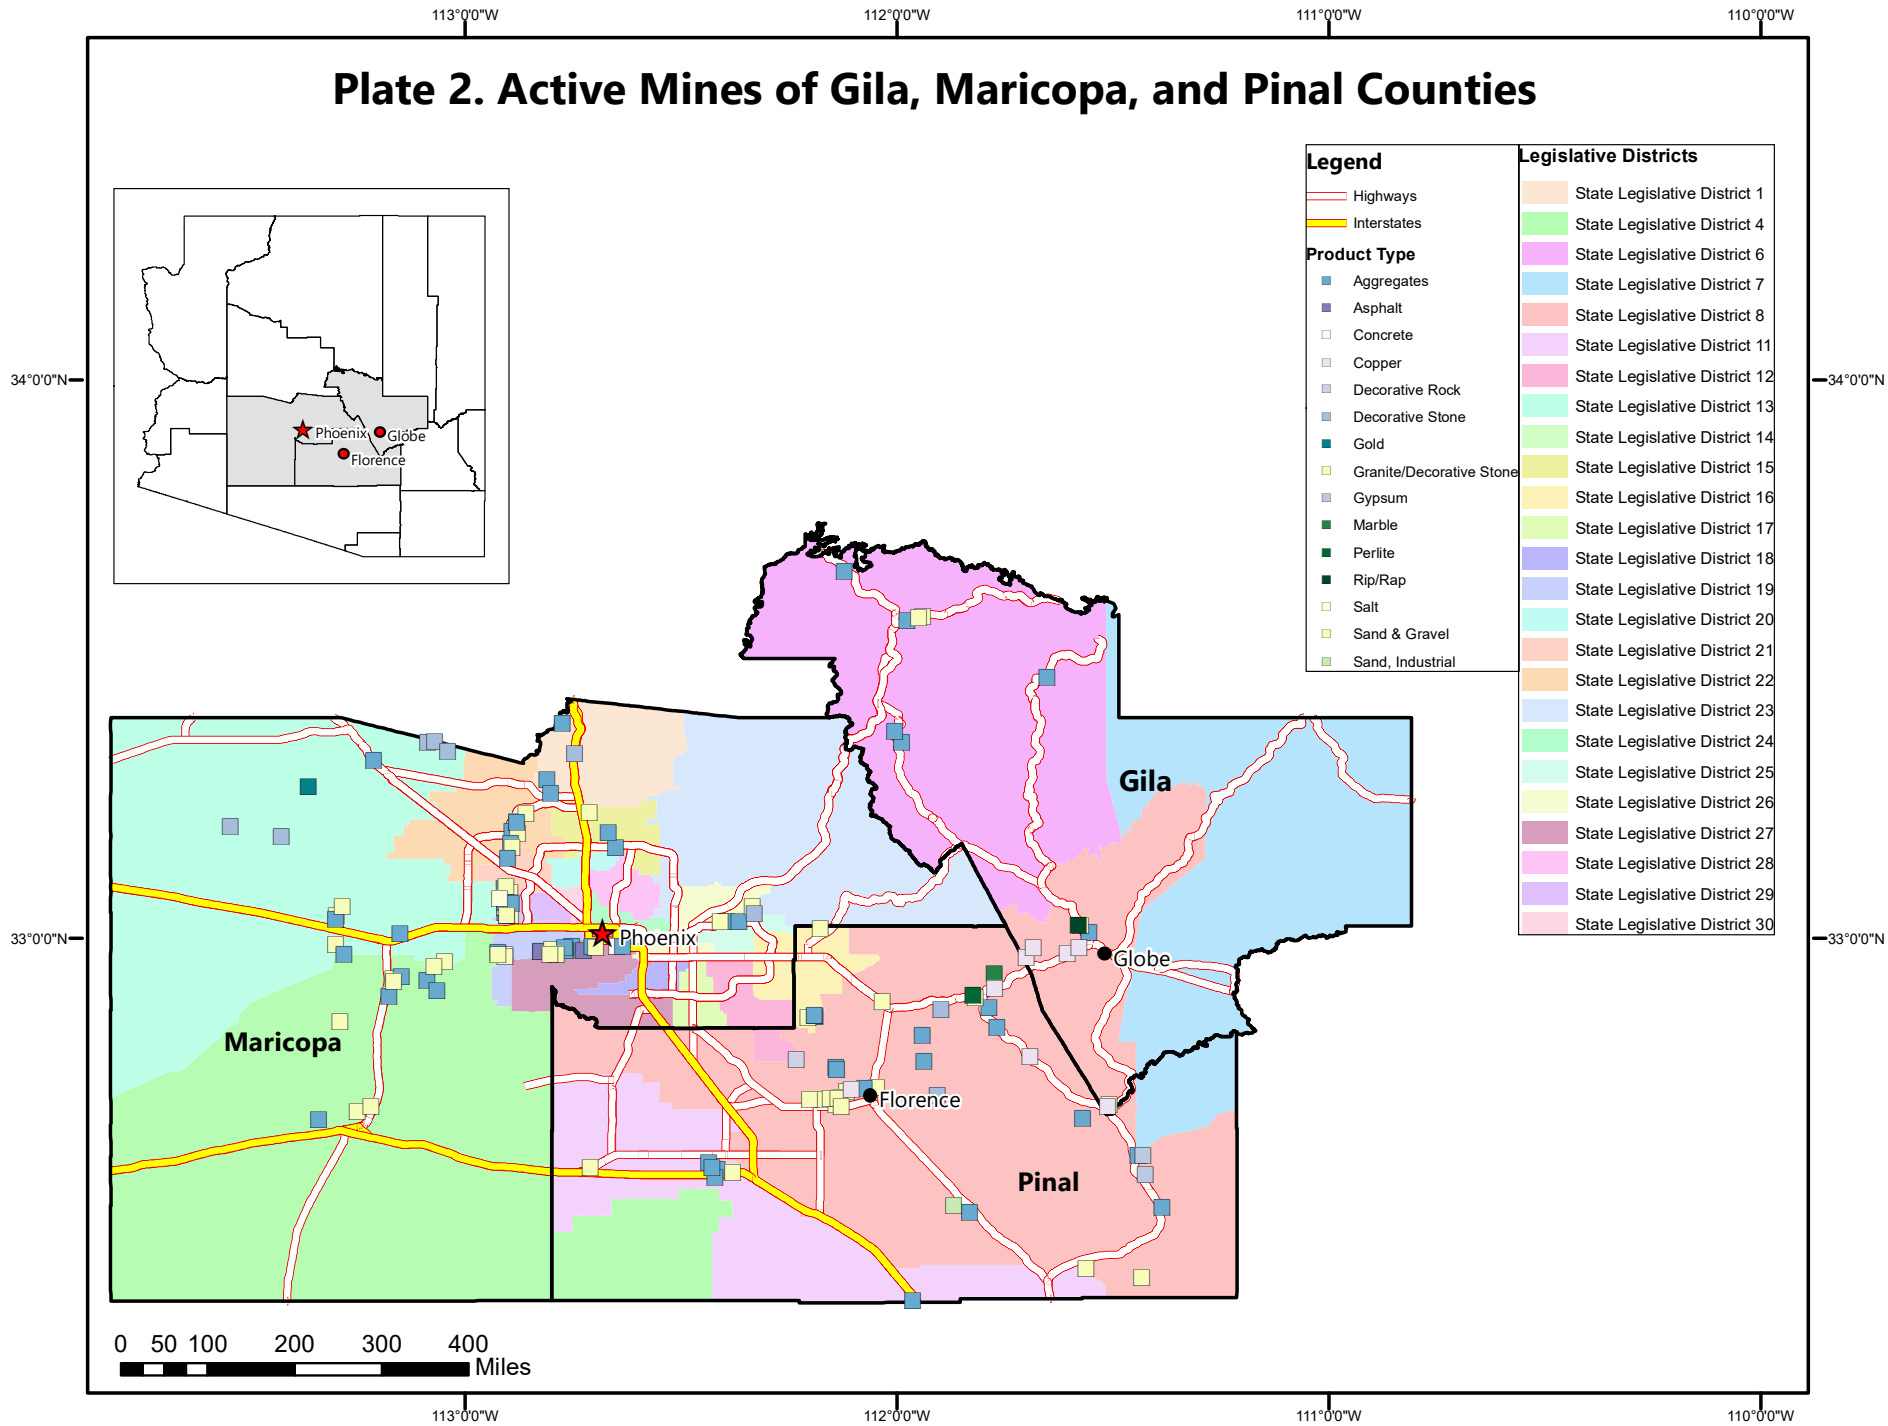 113°0'0"W
112°0'0"W
111°0'0"W
110°0'0"W
Plate 2. Active Mines of Gila, Maricopa, and Pinal Counties
Legend
Highways
Interstates
Product Type
Aggregates
Asphalt
Concrete
Copper
Decorative Rock
Decorative Stone
Gold
Granite/Decorative Stone
Gypsum
Marble
Perlite
Rip/Rap
Salt
Sand & Gravel
Sand, Industrial
Legislative Districts
State Legislative District 1
State Legislative District 4
State Legislative District 6
State Legislative District 7
State Legislative District 8
State Legislative District 11
State Legislative District 12
State Legislative District 13
State Legislative District 14
State Legislative District 15
State Legislative District 16
State Legislative District 17
State Legislative District 18
State Legislative District 19
State Legislative District 20
State Legislative District 21
State Legislative District 22
State Legislative District 23
State Legislative District 24
State Legislative District 25
State Legislative District 26
State Legislative District 27
State Legislative District 28
State Legislative District 29
State Legislative District 30
Phoenix
Globe
Florence
34°0'0"N
34°0'0"N
Gila
33°0'0"N
Phoenix
Globe
33°0'0"N
Maricopa
Florence
Pinal
0 50 100 200 300 400
Miles
113°0'0"W
112°0'0"W
111°0'0"W
110°0'0"W